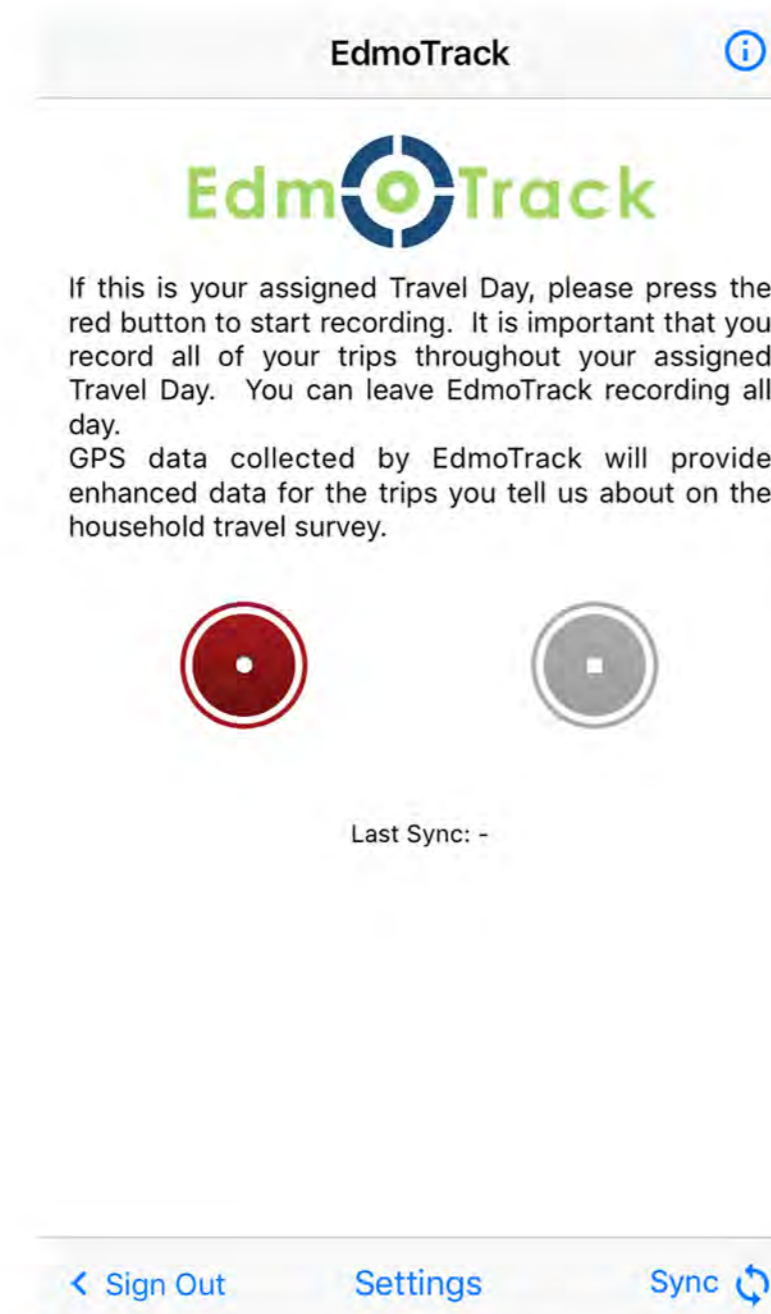 EdmoTrack
EdmoTrack
If this is your assigned Travel Day, please press the
red button to start recording.  It is important that you
record all of your trips throughout your assigned
Travel Day.  You can leave EdmoTrack recording all
day.
GPS data collected by EdmoTrack will provide
enhanced data for the trips you tell us about on the
household travel survey.
Last Sync: -
Sign Out Settings Sync